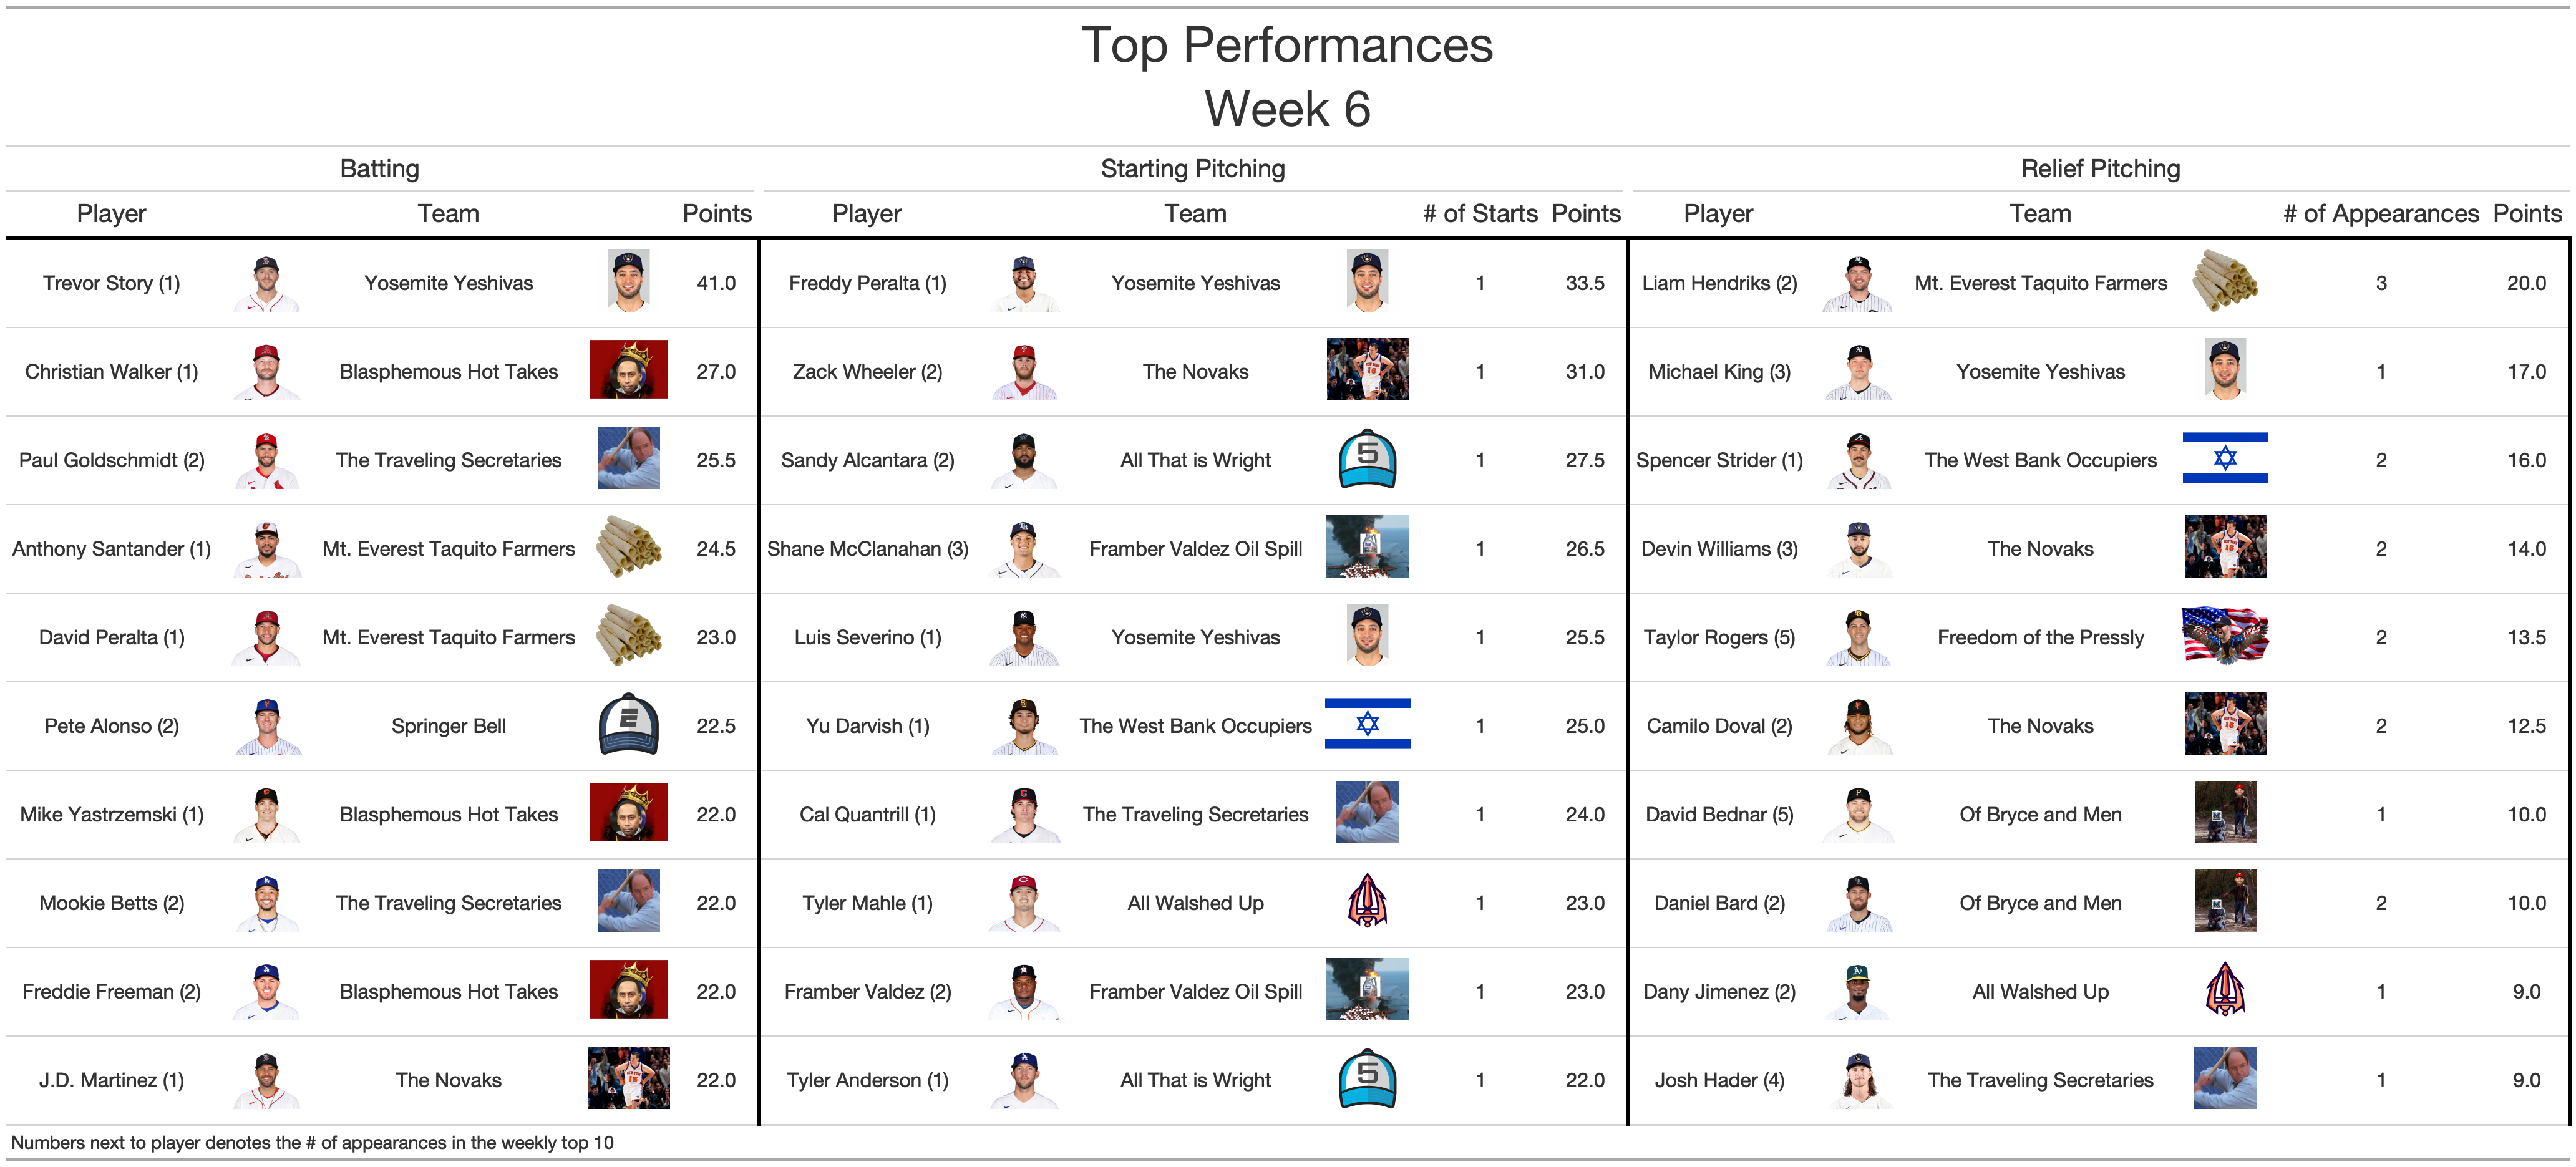 Top Performances
Week 6
Batting Starting Pitching Relief Pitching
Player Team Points Player Team # of Starts Points Player Team # of Appearances Points
Trevor Story (1) Yosemite Yeshivas 41.0 Freddy Peralta (1) Yosemite Yeshivas 1 33.5 Liam Hendriks (2) Mt. Everest Taquito Farmers 3 20.0
Christian Walker (1) Blasphemous Hot Takes 27.0 Zack Wheeler (2) The Novaks 1 31.0 Michael King (3) Yosemite Yeshivas 1 17.0
Paul Goldschmidt (2) The Traveling Secretaries 25.5 Sandy Alcantara (2) All That is Wright 5 1 27.5 Spencer Strider (1) The West Bank Occupiers 2 16.0
Anthony Santander (1) Mt. Everest Taquito Farmers 24.5 Shane McClanahan (3) Framber Valdez Oil Spill 1 26.5 Devin Williams (3) The Novaks 2 14.0
David Peralta (1) Mt. Everest Taquito Farmers 23.0 Luis Severino (1) Yosemite Yeshivas 1 25.5 Taylor Rogers (5) Freedom of the Pressly 2 13.5
Pete Alonso (2) Springer Bell E 22.5 Yu Darvish (1) The West Bank Occupiers 1 25.0 Camilo Doval (2) The Novaks 2 12.5
Mike Yastrzemski (1) Blasphemous Hot Takes 22.0 Cal Quantrill (1) The Traveling Secretaries 1 24.0 David Bednar (5) Of Bryce and Men 1 10.0
Mookie Betts (2) The Traveling Secretaries 22.0 Tyler Mahle (1) All Walshed Up 1 23.0 Daniel Bard (2) Of Bryce and Men 2 10.0
Freddie Freeman (2) Blasphemous Hot Takes 22.0 Framber Valdez (2) Framber Valdez Oil Spill 1 23.0 Dany Jimenez (2) All Walshed Up 1 9.0
J.D. Martinez (1) The Novaks 22.0 Tyler Anderson (1) All That is Wright 5 1 22.0 Josh Hader (4) The Traveling Secretaries 1 9.0
Numbers next to player denotes the # of appearances in the weekly top 10